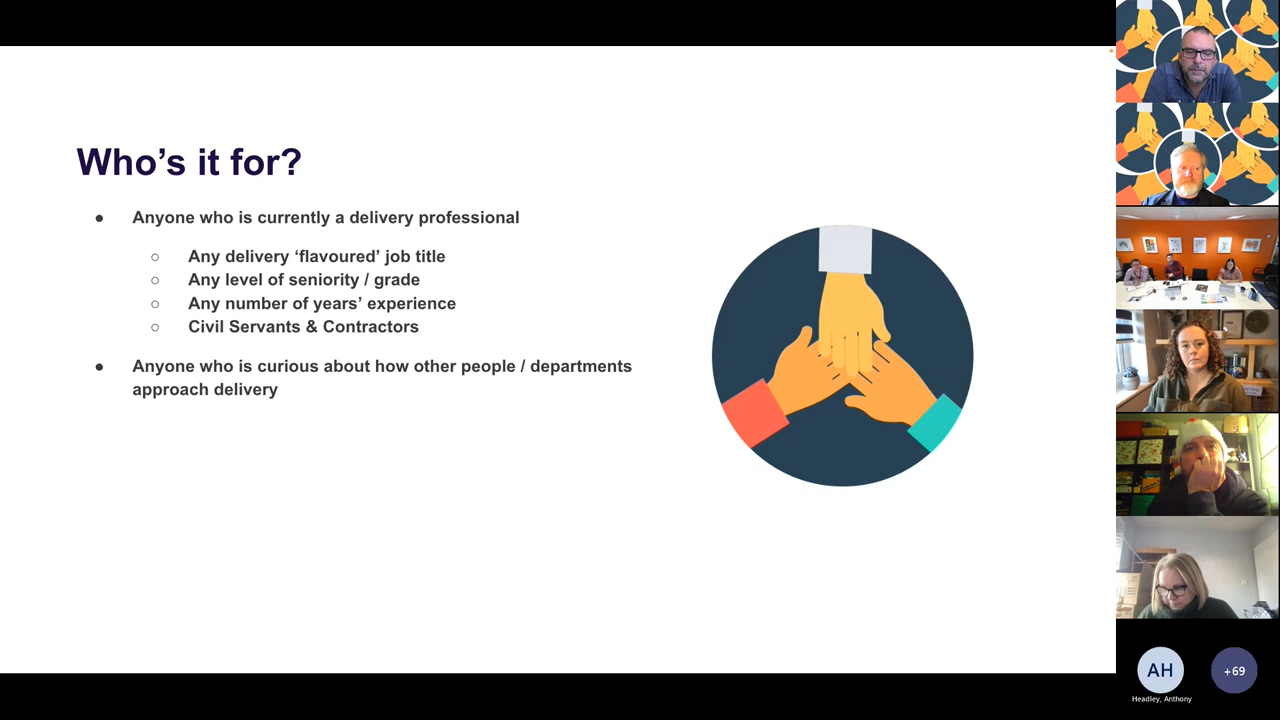 Who’s it for?
● Anyone who is currently a delivery professional
○ Any delivery ‘flavoured’ job title
○ Any level of seniority / grade
○ Any number of years’ experience
○ Civil Servants & Contractors
● Anyone who is curious about how other people / departments
approach delivery
AH
+69
Headley, Anthony